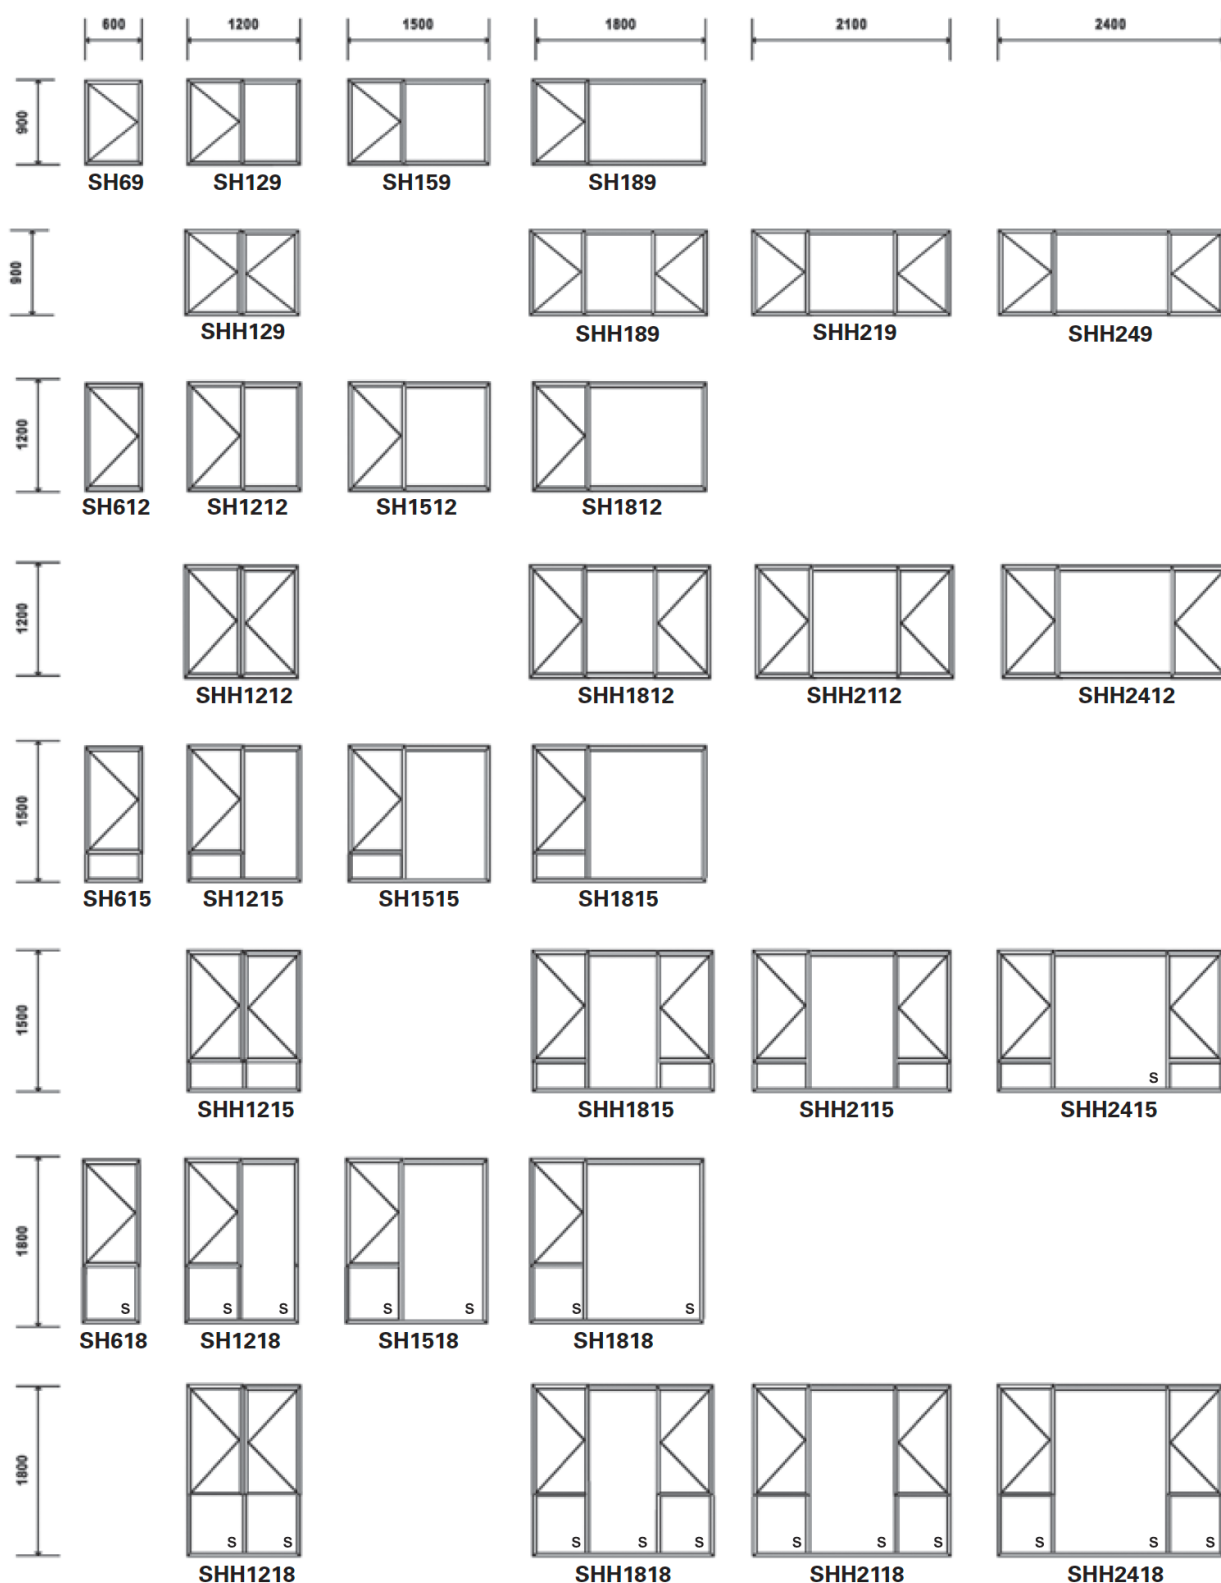 600 1200 1500 1800 2100 2400
900
SH69 SH129 SH159 SH189
900
SHH129 SHH189 SHH219 SHH249
1200
SH612 SH1212 SH1512 SH1812
1200
SHH1212 SHH1812 SHH2112 SHH2412
1500
SH615 SH1215 SH1515 SH1815
1500
S
SHH1215 SHH1815 SHH2115 SHH2415
1800
S S S S S S S
SH618 SH1218 SH1518 SH1818
1800
S S S S S S S S S
SHH1218 SHH1818 SHH2118 SHH2418